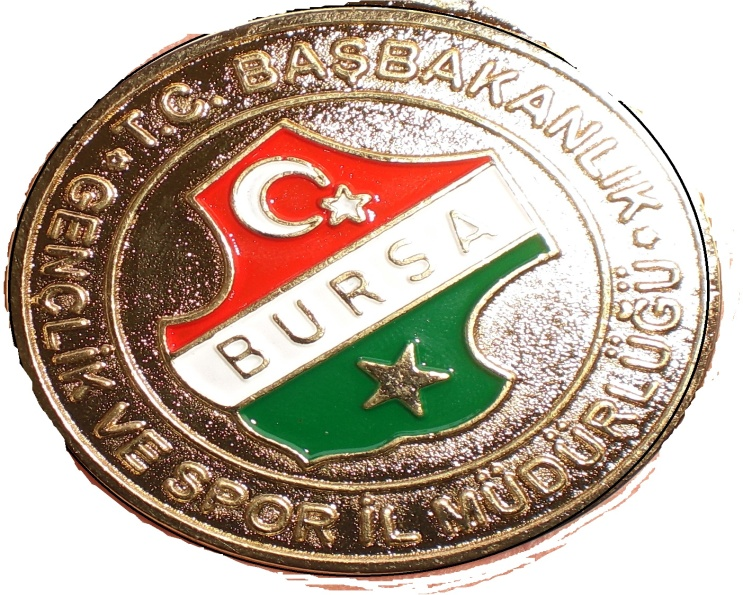 T.C. BAŞBAKANLIK
GENÇLİK VE SPOR İL MÜDÜRLÜĞÜ
BURSA